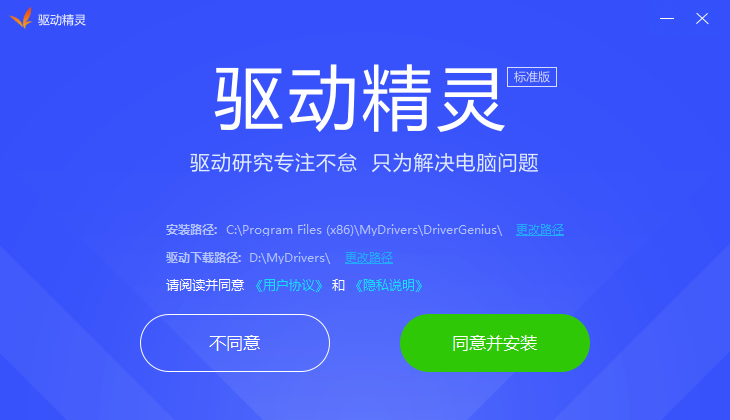 驱动精灵
驱动精灵 标准版
驱动研究专注不怠 只为解决电脑问题
安装路径: C:\Program Files (x86)\MyDrivers\DriverGenius\ 更改路径
驱动下载路径: D:\MyDrivers\ 更改路径
请阅读并同意 《用户协议》 和 《隐私说明》
不同意 同意并安装